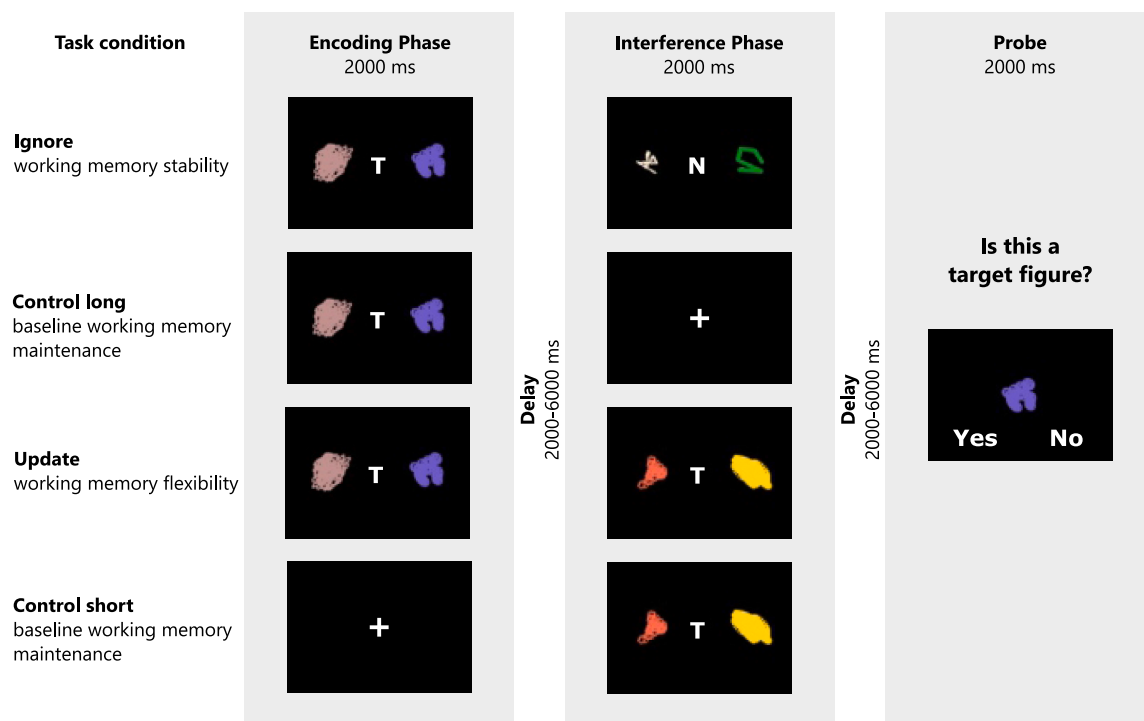 Task condition
Encoding Phase
2000 ms
Interference Phase
2000 ms
Probe
2000 ms
Ignore
working memory stability
T
N
Control long
baseline working memory
maintenance
T
+
Update
working memory flexibility
T
T
Control short
baseline working memory
maintenance
+
T
Delay
2000-6000 ms
Delay
2000-6000 ms
Is this a
target figure?
Yes No